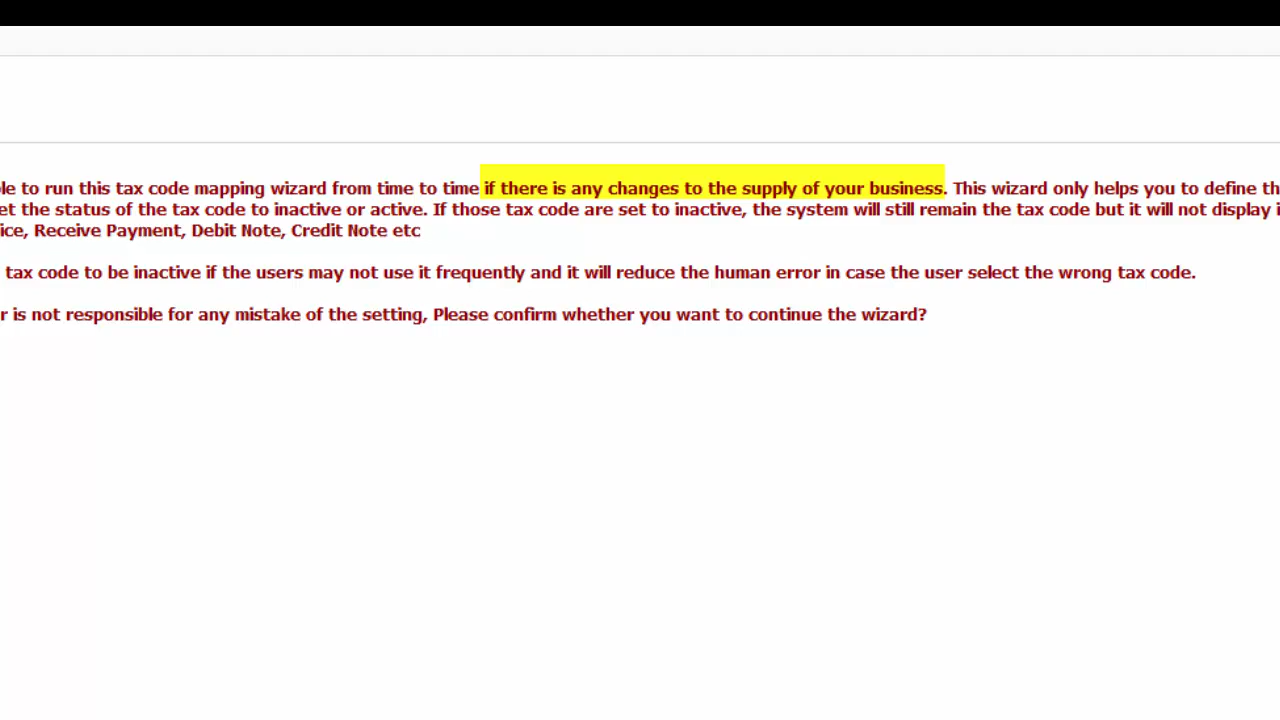 to run this tax code mapping wizard from time to time if there is any changes to the supply of your business. This wizard only helps you to define
the status of the tax code to inactive or active. If those tax code are set to inactive, the system will still remain the tax code but it will not display
Receive Payment, Debit Note, Credit Note etc
tax code to be inactive if the users may not use it frequently and it will reduce the human error in case the user select the wrong tax code.
is not responsible for any mistake of the setting, Please confirm whether you want to continue the wizard?